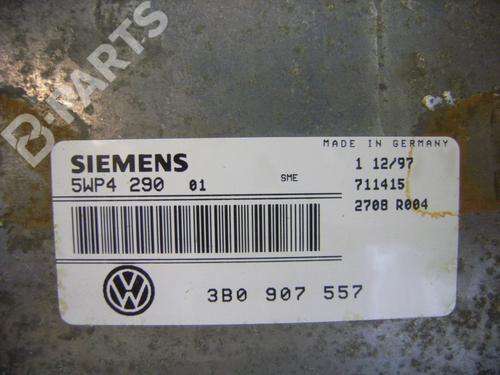 B-PARTS
MADE IN GERMANY
SIEMENS
5WP4 290 01 SME
1 12/97
711415
2708 R004
3B0 907 557